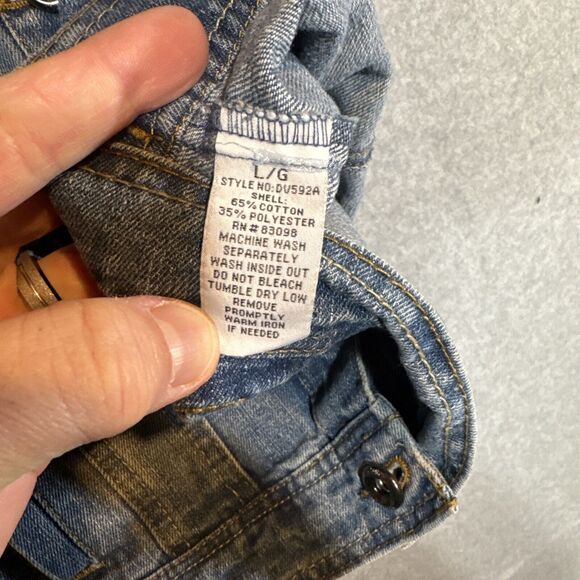 L/G
STYLE NO:DV592A
SHELL:
65% COTTON
35% POLYESTER
RN # 83098
MACHINE WASH
SEPARATELY
WASH INSIDE OUT
DO NOT BLEACH
TUMBLE DRY LOW
REMOVE
PROMPTLY
WARM IRON
IF NEEDED